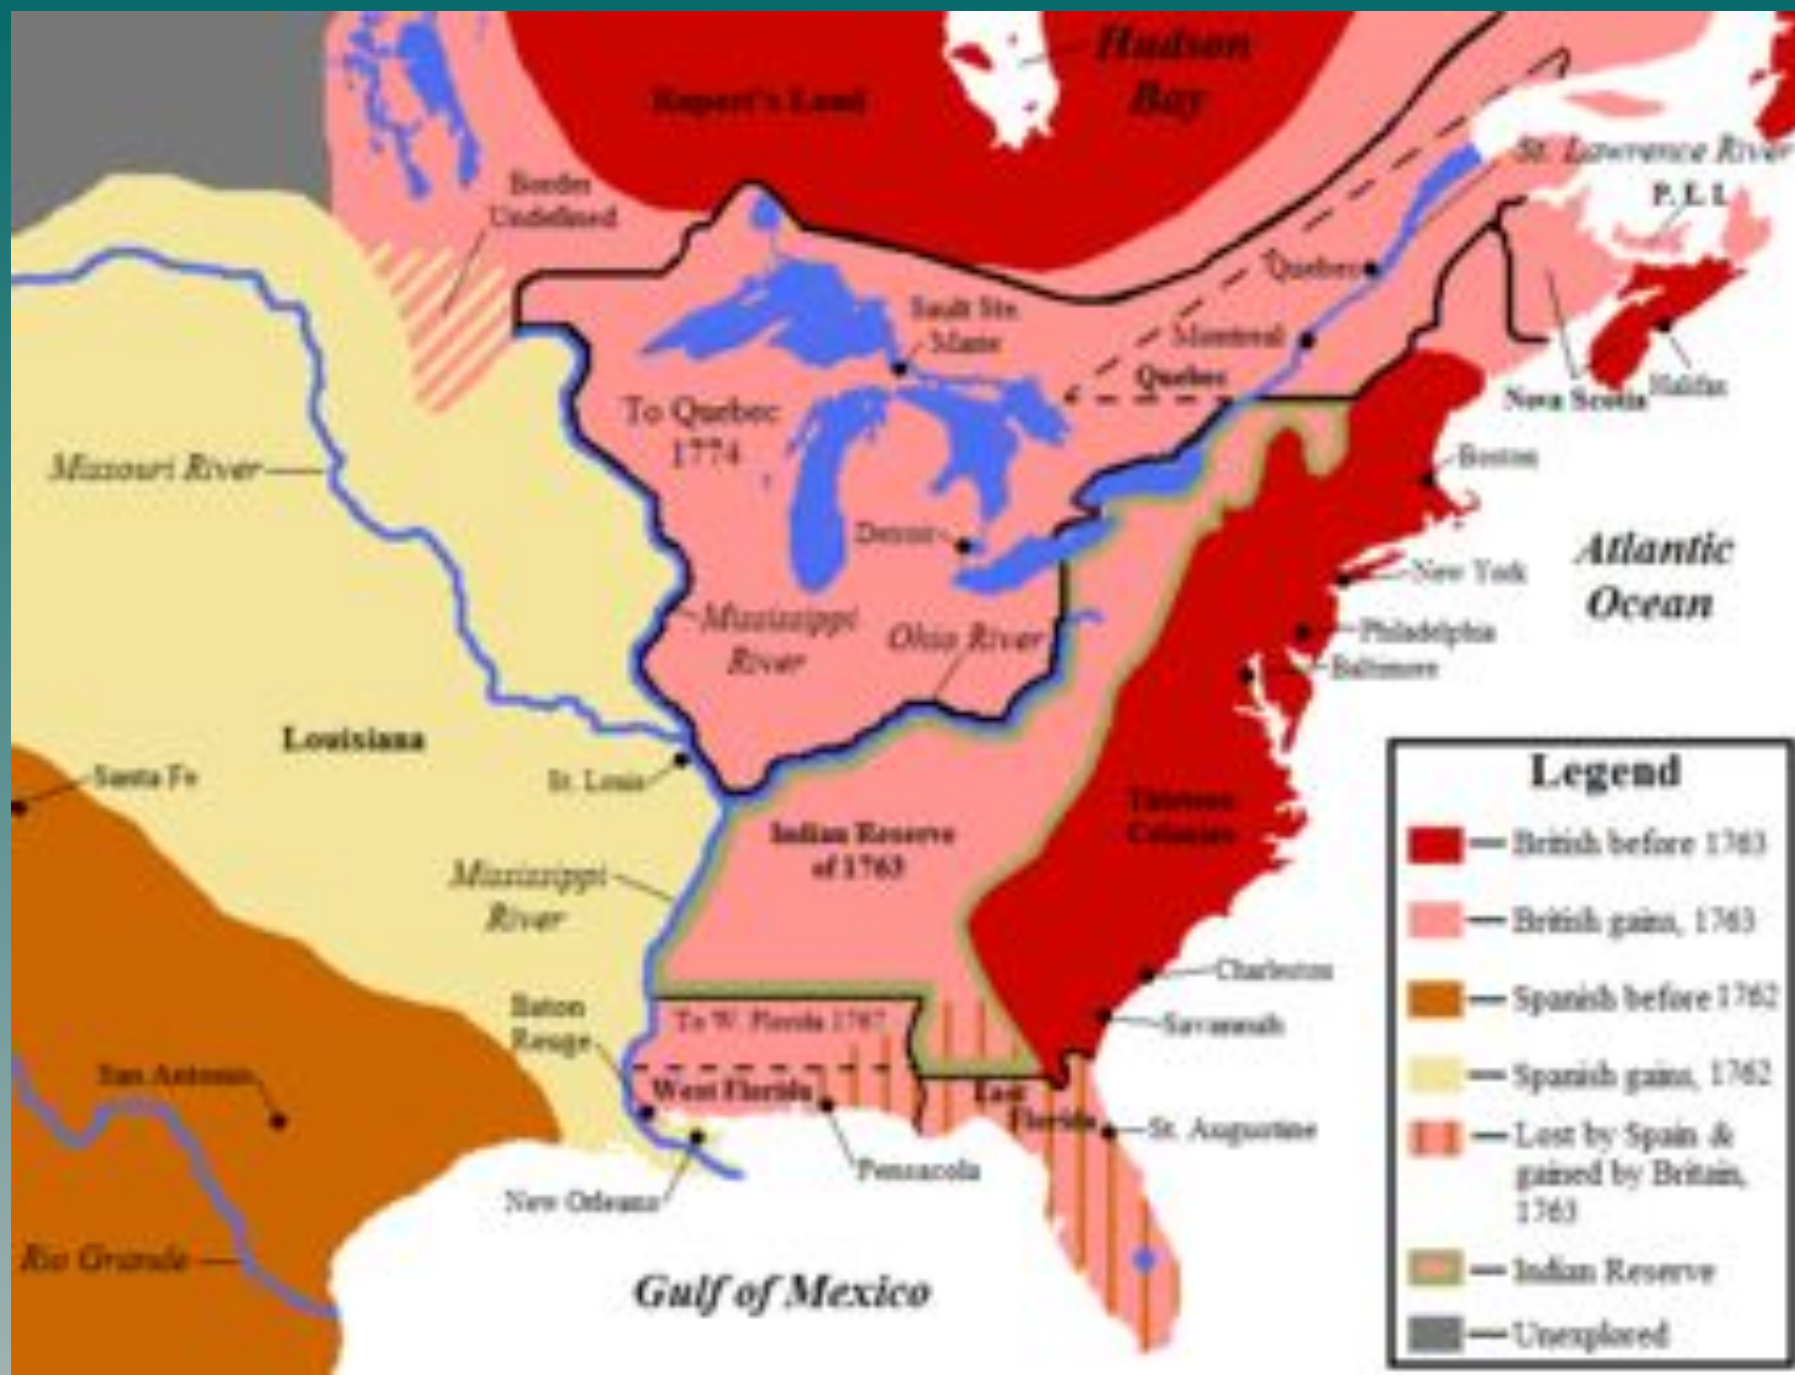 Hudson
Bay
Rupert's Land
St. Lawrence River
P. E. I.
Border
Undefined
Quebec
Sault Ste
Marie
Montreal
Quebec
Nova Scotia
Halifax
To Quebec
1774
Missouri River
Boston
Detroit
Atlantic
Ocean
New York
Mississippi
River
Ohio River
Philadelphia
Baltimore
Louisiana
Santa Fe
St. Louis
Thirteen
Colonies
Indian Reserve
of 1763
Mississippi
River
Charleston
Baton
Rouge
To W. Florida 1767
Savannah
San Antonio
West Florida
East
Florida
St. Augustine
Pensacola
New Orleans
Rio Grande
Gulf of Mexico
Legend
British before 1763
British gains, 1763
Spanish before 1762
Spanish gains, 1762
Lost by Spain &
gained by Britain,
1763
Indian Reserve
Unexplored